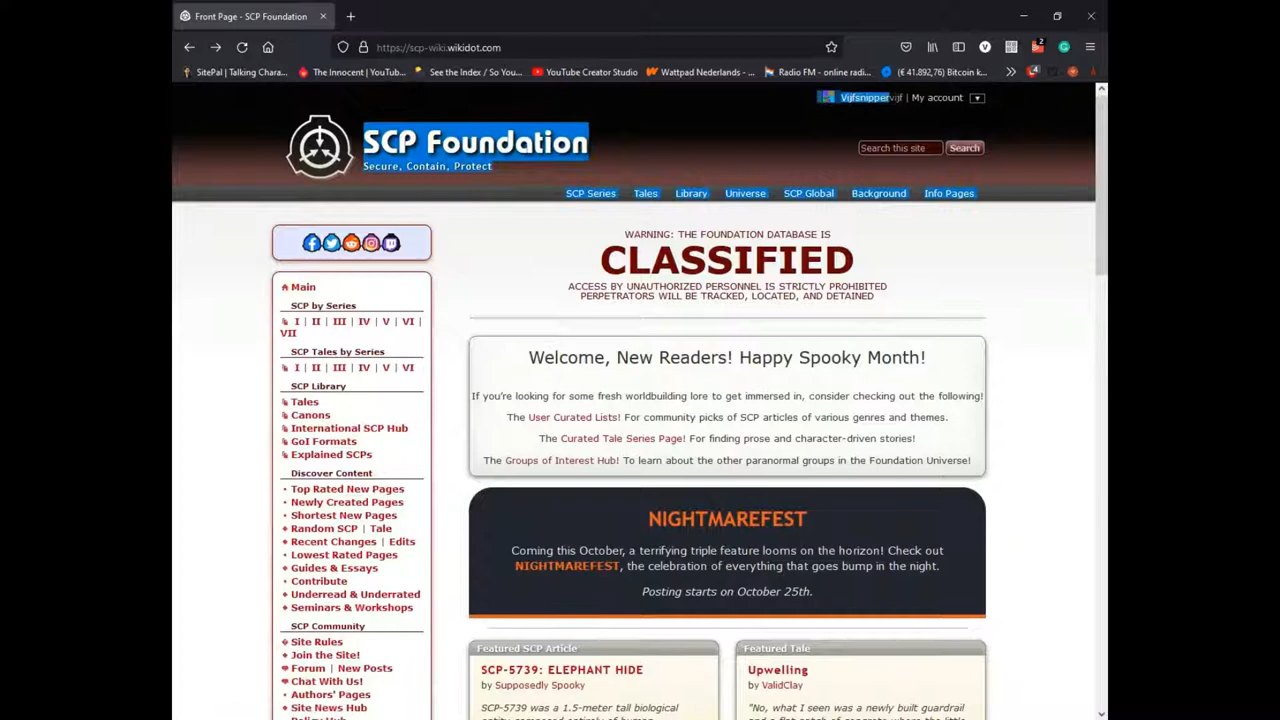 Front Page - SCP Foundation
https://scp-wiki.wikidot.com
2
SitePal | Talking Chara... The Innocent | YouTub... See the Index / So You... YouTube Creator Studio Wattpad Nederlands - ... Radio FM - online radi... (€ 41.892,76) Bitcoin k...
Vijfsnippervijf | My account
SCP Foundation
Secure, Contain, Protect
Search this site Search
SCP Series Tales Library Universe SCP Global Background Info Pages
WARNING: THE FOUNDATION DATABASE IS
CLASSIFIED
ACCESS BY UNAUTHORIZED PERSONNEL IS STRICTLY PROHIBITED
PERPETRATORS WILL BE TRACKED, LOCATED, AND DETAINED
Main
SCP by Series
I | II | III | IV | V | VI |
VII
SCP Tales by Series
I | II | III | IV | V | VI
SCP Library
Tales
Canons
International SCP Hub
GoI Formats
Explained SCPs
Discover Content
Top Rated New Pages
Newly Created Pages
Shortest New Pages
Random SCP | Tale
Recent Changes | Edits
Lowest Rated Pages
Guides & Essays
Contribute
Underread & Underrated
Seminars & Workshops
SCP Community
Site Rules
Join the Site!
Forum | New Posts
Chat With Us!
Authors' Pages
Site News Hub
Welcome, New Readers! Happy Spooky Month!
If you're looking for some fresh worldbuilding lore to get immersed in, consider checking out the following!
The User Curated Lists! For community picks of SCP articles of various genres and themes.
The Curated Tale Series Page! For finding prose and character-driven stories!
The Groups of Interest Hub! To learn about the other paranormal groups in the Foundation Universe!
NIGHTMAREFEST
Coming this October, a terrifying triple feature looms on the horizon! Check out
NIGHTMAREFEST, the celebration of everything that goes bump in the night.
Posting starts on October 25th.
Featured SCP Article
SCP-5739: ELEPHANT HIDE
by Supposedly Spooky
SCP-5739 was a 1.5-meter tall biological
Featured Tale
Upwelling
by ValidClay
"No, what I seen was a newly built guardrail